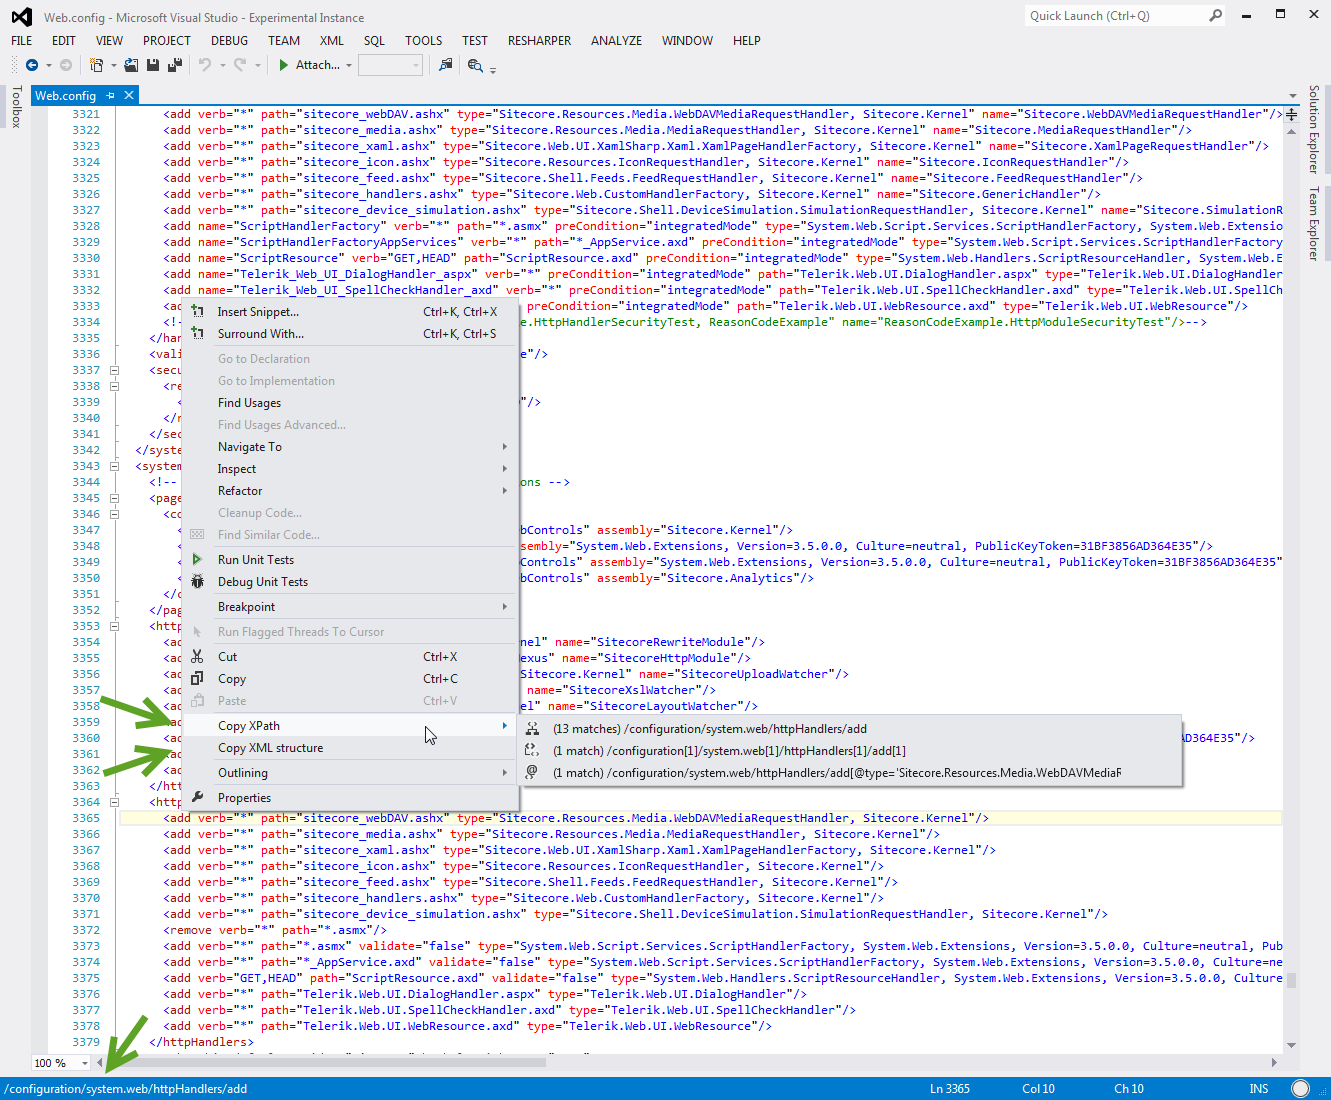 Web.config - Microsoft Visual Studio - Experimental Instance
Quick Launch (Ctrl+Q)
FILE EDIT VIEW PROJECT DEBUG TEAM XML SQL TOOLS TEST RESHARPER ANALYZE WINDOW HELP
Attach...
Toolbox
Web.config
Solution Explorer
Team Explorer
3321 <add verb="*" path="sitecore_webDAV.ashx" type="Sitecore.Resources.Media.WebDAVMediaRequestHandler, Sitecore.Kernel" name="Sitecore.WebDAVMediaRequestHandler"/>
3322 <add verb="*" path="sitecore_media.ashx" type="Sitecore.Resources.Media.MediaRequestHandler, Sitecore.Kernel" name="Sitecore.MediaRequestHandler"/>
3323 <add verb="*" path="sitecore_xaml.ashx" type="Sitecore.Web.UI.XamlSharp.Xaml.XamlPageHandlerFactory, Sitecore.Kernel" name="Sitecore.XamlPageRequestHandler"/>
3324 <add verb="*" path="sitecore_icon.ashx" type="Sitecore.Resources.IconRequestHandler, Sitecore.Kernel" name="Sitecore.IconRequestHandler"/>
3325 <add verb="*" path="sitecore_feed.ashx" type="Sitecore.Shell.Feeds.FeedRequestHandler, Sitecore.Kernel" name="Sitecore.FeedRequestHandler"/>
3326 <add verb="*" path="sitecore_handlers.ashx" type="Sitecore.Web.CustomHandlerFactory, Sitecore.Kernel" name="Sitecore.GenericHandler"/>
3327 <add verb="*" path="sitecore_device_simulation.ashx" type="Sitecore.Shell.DeviceSimulation.SimulationRequestHandler, Sitecore.Kernel" name="Sitecore.SimulationR
3328 <add name="ScriptHandlerFactory" verb="*" path="*.asmx" preCondition="integratedMode" type="System.Web.Script.Services.ScriptHandlerFactory, System.Web.Extensio
3329 <add name="ScriptHandlerFactoryAppServices" verb="*" path="*_AppService.axd" preCondition="integratedMode" type="System.Web.Script.Services.ScriptHandlerFactory
3330 <add name="ScriptResource" verb="GET,HEAD" path="ScriptResource.axd" preCondition="integratedMode" type="System.Web.Handlers.ScriptResourceHandler, System.Web.E
3331 <add name="Telerik_Web_UI_DialogHandler_aspx" verb="*" preCondition="integratedMode" path="Telerik.Web.UI.DialogHandler.aspx" type="Telerik.Web.UI.DialogHandler
3332 <add name="Telerik_Web_UI_SpellCheckHandler_axd" verb="*" preCondition="integratedMode" path="Telerik.Web.UI.SpellCheckHandler.axd" type="Telerik.Web.UI.SpellCh
3333 <ad preCondition="integratedMode" path="Telerik.Web.UI.WebResource.axd" type="Telerik.Web.UI.WebResource"/>
3334 <!- e.HttpHandlerSecurityTest, ReasonCodeExample" name="ReasonCodeExample.HttpModuleSecurityTest"/>-->
3335 </han
3336 <vali e"/>
3337 <secu
3338 <re
3339 < "/>
3340 </r
3341 </sec
3342 </syste
3343 <system
3344 <!-- ons -->
3345 <page
3346 <co
3347 < bControls" assembly="Sitecore.Kernel"/>
3348 < sembly="System.Web.Extensions, Version=3.5.0.0, Culture=neutral, PublicKeyToken=31BF3856AD364E35"/>
3349 < bControls" assembly="System.Web.Extensions, Version=3.5.0.0, Culture=neutral, PublicKeyToken=31BF3856AD364E35"
3350 < bControls" assembly="Sitecore.Analytics"/>
3351 </c
3352 </pag
3353 <http
3354 <ad nel" name="SitecoreRewriteModule"/>
3355 <ad exus" name="SitecoreHttpModule"/>
3356 <ad Sitecore.Kernel" name="SitecoreUploadWatcher"/>
3357 <ad name="SitecoreXslWatcher"/>
3358 <ad nel" name="SitecoreLayoutWatcher"/>
3359 ad
3360 <ad AD364E35"/>
3361 <ad
3362 <ad
3363 </htt
3364 <http
Insert Snippet... Ctrl+K, Ctrl+X
Surround With... Ctrl+K, Ctrl+S
Go to Declaration
Go to Implementation
Find Usages
Find Usages Advanced...
Navigate To
Inspect
Refactor
Cleanup Code...
Find Similar Code...
Run Unit Tests
Debug Unit Tests
Breakpoint
Run Flagged Threads To Cursor
Cut Ctrl+X
Copy Ctrl+C
Paste Ctrl+V
Copy XPath
Copy XML structure
Outlining
Properties
(13 matches) /configuration/system.web/httpHandlers/add
(1 match) /configuration[1]/system.web[1]/httpHandlers[1]/add[1]
(1 match) /configuration/system.web/httpHandlers/add[@type='Sitecore.Resources.Media.WebDAVMediaR
3365 <add verb="*" path="sitecore_webDAV.ashx" type="Sitecore.Resources.Media.WebDAVMediaRequestHandler, Sitecore.Kernel"/>
3366 <add verb="*" path="sitecore_media.ashx" type="Sitecore.Resources.Media.MediaRequestHandler, Sitecore.Kernel"/>
3367 <add verb="*" path="sitecore_xaml.ashx" type="Sitecore.Web.UI.XamlSharp.Xaml.XamlPageHandlerFactory, Sitecore.Kernel"/>
3368 <add verb="*" path="sitecore_icon.ashx" type="Sitecore.Resources.IconRequestHandler, Sitecore.Kernel"/>
3369 <add verb="*" path="sitecore_feed.ashx" type="Sitecore.Shell.Feeds.FeedRequestHandler, Sitecore.Kernel"/>
3370 <add verb="*" path="sitecore_handlers.ashx" type="Sitecore.Web.CustomHandlerFactory, Sitecore.Kernel"/>
3371 <add verb="*" path="sitecore_device_simulation.ashx" type="Sitecore.Shell.DeviceSimulation.SimulationRequestHandler, Sitecore.Kernel"/>
3372 <remove verb="*" path="*.asmx"/>
3373 <add verb="*" path="*.asmx" validate="false" type="System.Web.Script.Services.ScriptHandlerFactory, System.Web.Extensions, Version=3.5.0.0, Culture=neutral, Pub
3374 <add verb="*" path="*_AppService.axd" validate="false" type="System.Web.Script.Services.ScriptHandlerFactory, System.Web.Extensions, Version=3.5.0.0, Culture=ne
3375 <add verb="GET,HEAD" path="ScriptResource.axd" validate="false" type="System.Web.Handlers.ScriptResourceHandler, System.Web.Extensions, Version=3.5.0.0, Culture
3376 <add verb="*" path="Telerik.Web.UI.DialogHandler.aspx" type="Telerik.Web.UI.DialogHandler"/>
3377 <add verb="*" path="Telerik.Web.UI.SpellCheckHandler.axd" type="Telerik.Web.UI.SpellCheckHandler"/>
3378 <add verb="*" path="Telerik.Web.UI.WebResource.axd" type="Telerik.Web.UI.WebResource"/>
3379 </httpHandlers>
100 %
/configuration/system.web/httpHandlers/add Ln 3365 Col 10 Ch 10 INS